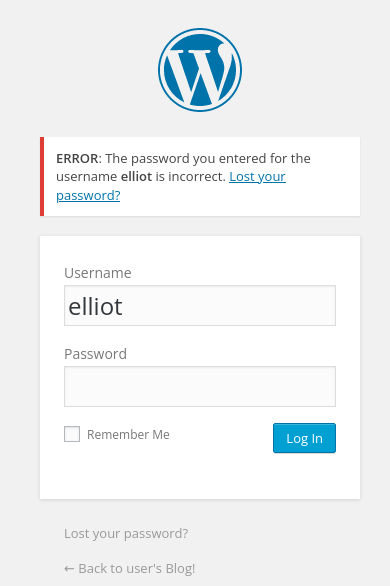 ERROR: The password you entered for the
username elliot is incorrect. Lost your
password?
Username
elliot
Password
Remember Me
Log In
Lost your password?
← Back to user's Blog!